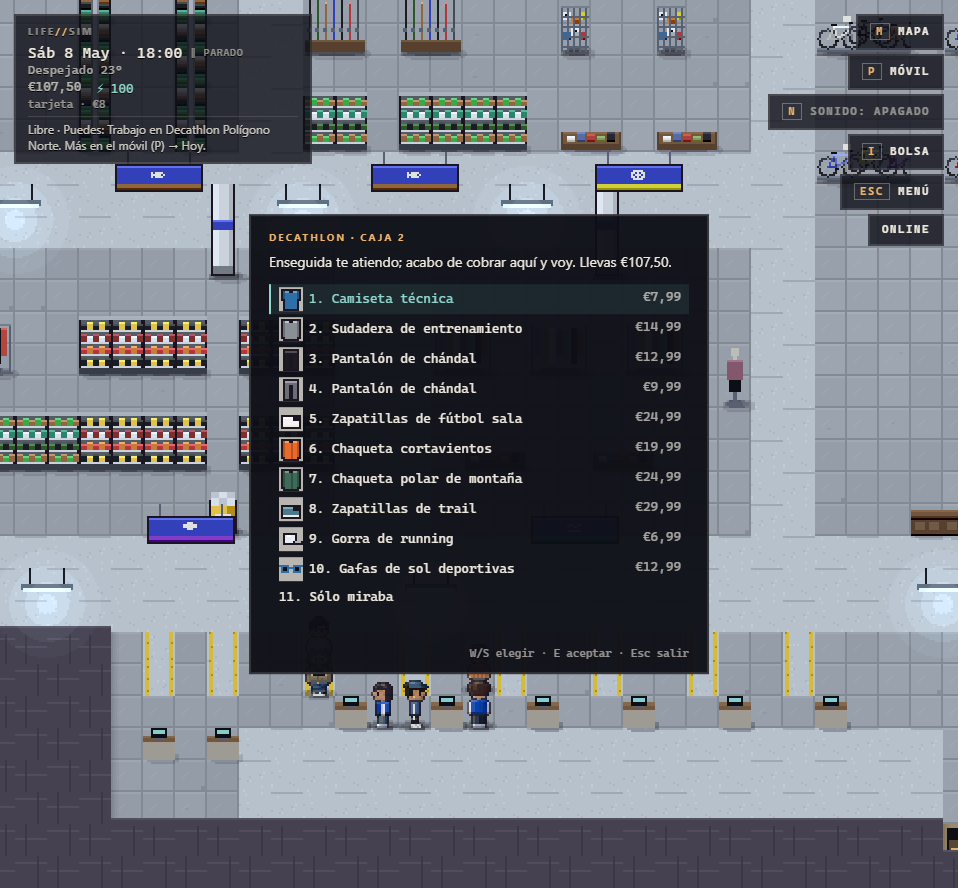 LIFE//SIM
Sáb 8 May · 18:00 PARADO
Despejado 23°
€107,50 ⚡100
tarjeta · €8
Libre · Puedes: Trabajo en Decathlon Polígono
Norte. Más en el móvil (P) → Hoy.
M MAPA
P MÓVIL
N SONIDO: APAGADO
I BOLSA
ESC MENÚ
ONLINE
DECATHLON · CAJA 2
Enseguida te atiendo; acabo de cobrar aquí y voy. Llevas €107,50.
1. Camiseta técnica €7,99
2. Sudadera de entrenamiento €14,99
3. Pantalón de chándal €12,99
4. Pantalón de chándal €9,99
5. Zapatillas de fútbol sala €24,99
6. Chaqueta cortavientos €19,99
7. Chaqueta polar de montaña €24,99
8. Zapatillas de trail €29,99
9. Gorra de running €6,99
10. Gafas de sol deportivas €12,99
11. Sólo miraba
W/S elegir · E aceptar · Esc salir